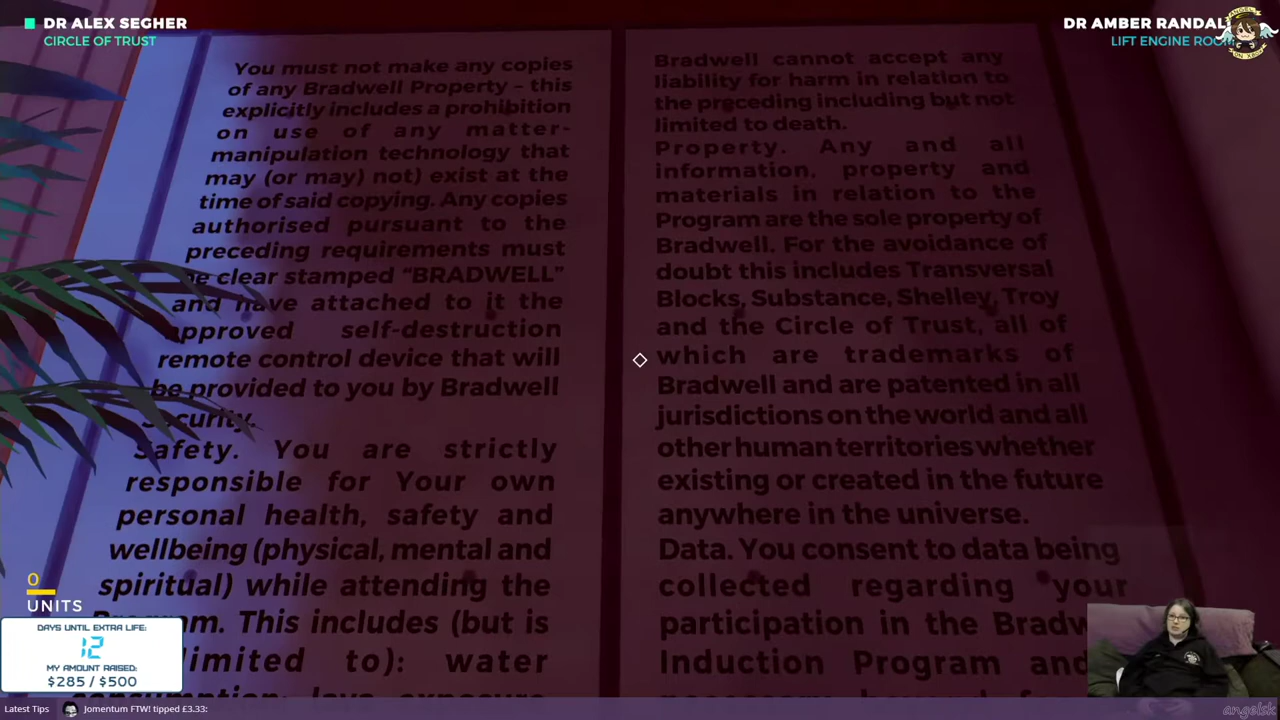 DR ALEX SEGHER
CIRCLE OF TRUST
DR AMBER RANDAL
LIFT ENGINE ROOM
You must not make any copies
of any Bradwell Property – this
explicitly includes a prohibition
on use of any matter-
manipulation technology that
may (or may) not) exist at the
time of said copying. Any copies
authorised pursuant to the
preceding requirements must
be clear stamped “BRADWELL”
and have attached to it the
approved self-destruction
remote control device that will
be provided to you by Bradwell
Security.
Safety. You are strictly
responsible for Your own
personal health, safety and
wellbeing (physical, mental and
spiritual) while attending the
Program. This includes (but is
limited to): water
consumption, lava exposure
Bradwell cannot accept any
liability for harm in relation to
the preceding including but not
limited to death.
Property. Any and all
information, property and
materials in relation to the
Program are the sole property of
Bradwell. For the avoidance of
doubt this includes Transversal
Blocks, Substance, Shelley, Troy
and the Circle of Trust, all of
which are trademarks of
Bradwell and are patented in all
jurisdictions on the world and all
other human territories whether
existing or created in the future
anywhere in the universe.
Data. You consent to data being
collected regarding your
participation in the Bradw
Induction Program and
0
UNITS
DAYS UNTIL EXTRA LIFE:
12
MY AMOUNT RAISED:
$285 / $500
Latest Tips
Jomentum FTW! tipped £3.33:
angelsk